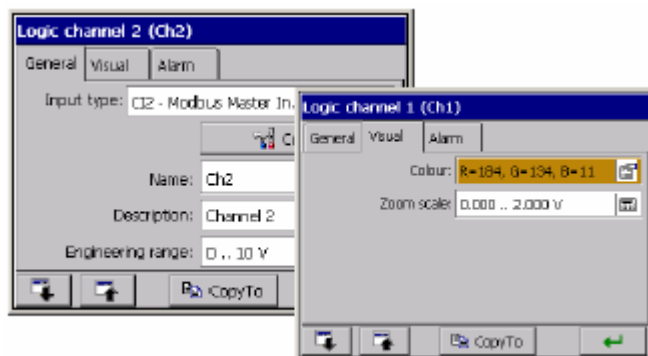 Logic channel 2 (Ch2)
General Visual Alarm
Input type: CI2 - Modbus Master In.
Name: Ch2
Description: Channel 2
Engineering range: 0 .. 10 V
CopyTo
Logic channel 1 (Ch1)
General Visual Alarm
Colour: R=184, G=134, B=11
Zoom scale: 0.000 .. 2.000 V
CopyTo